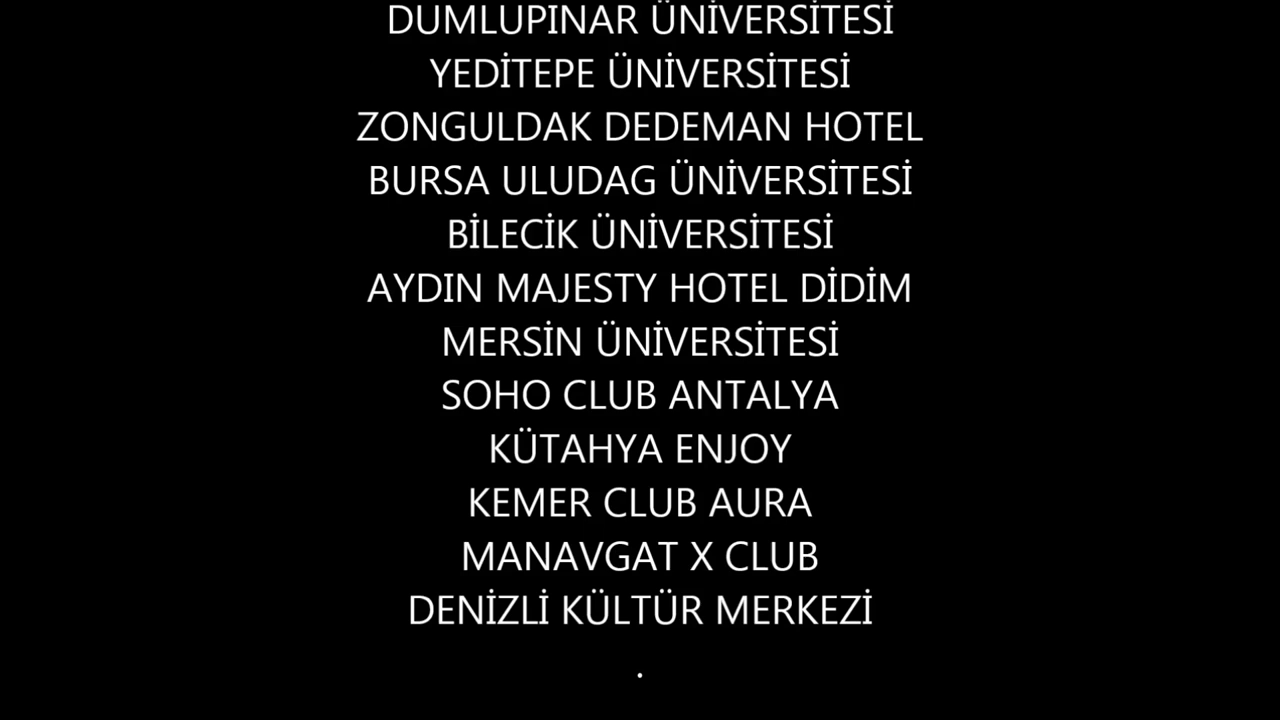 DUMLUPINAR ÜNİVERSİTESİ
YEDİTEPE ÜNİVERSİTESİ
ZONGULDAK DEDEMAN HOTEL
BURSA ULUDAG ÜNİVERSİTESİ
BİLECİK ÜNİVERSİTESİ
AYDIN MAJESTY HOTEL DİDİM
MERSİN ÜNİVERSİTESİ
SOHO CLUB ANTALYA
KÜTAHYA ENJOY
KEMER CLUB AURA
MANAVGAT X CLUB
DENİZLİ KÜLTÜR MERKEZİ
.